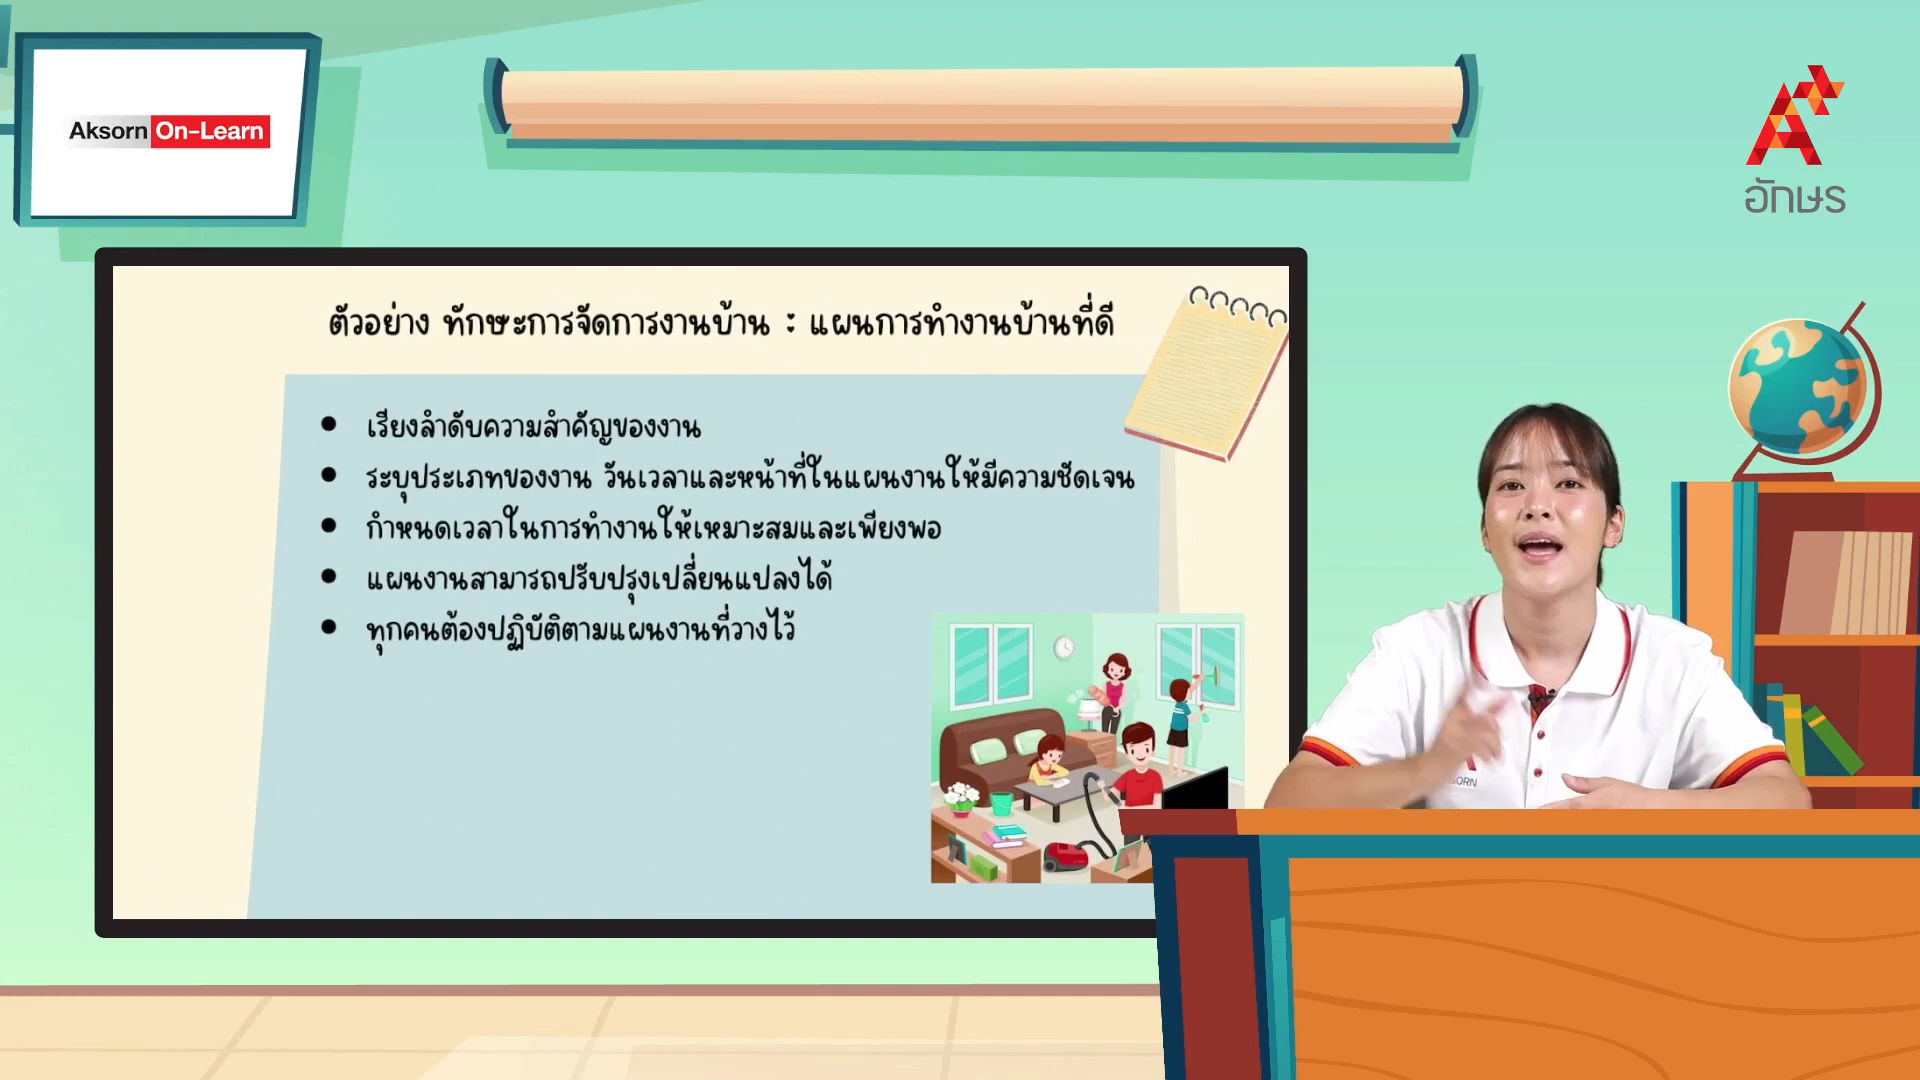 Aksorn On-Learn
อักษร
ตัวอย่าง ทักษะการจัดการงานบ้าน : แผนการทำงานบ้านที่ดี
• เรียงลำดับความสำคัญของงาน
• ระบุประเภทของงาน วันเวลาและหน้าที่ในแผนงานให้มีความชัดเจน
• กำหนดเวลาในการทำงานให้เหมาะสมและเพียงพอ
• แผนงานสามารถปรับปรุงเปลี่ยนแปลงได้
• ทุกคนต้องปฏิบัติตามแผนงานที่วางไว้